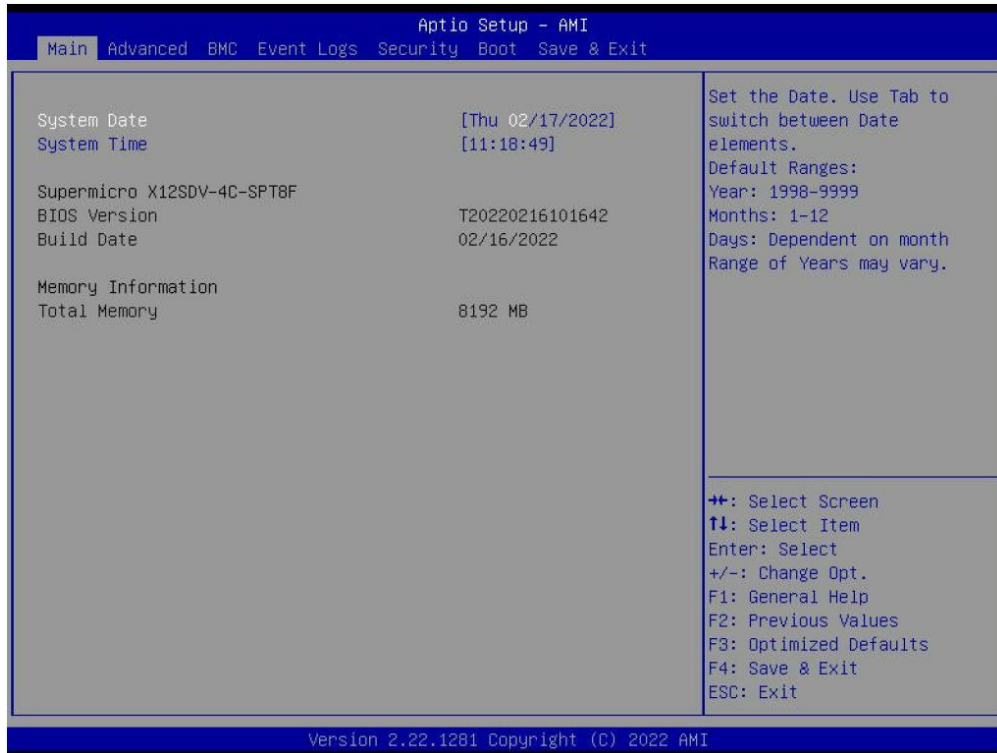 Aptio Setup – AMI
Main Advanced BMC Event Logs Security Boot Save & Exit
System Date [Thu 02/17/2022]
System Time [11:18:49]
Supermicro X12SDV-4C-SPT8F
BIOS Version T20220216101642
Build Date 02/16/2022
Memory Information
Total Memory 8192 MB
Set the Date. Use Tab to
switch between Date
elements.
Default Ranges:
Year: 1998-9999
Months: 1-12
Days: Dependent on month
Range of Years may vary.
→←: Select Screen
↑↓: Select Item
Enter: Select
+/-: Change Opt.
F1: General Help
F2: Previous Values
F3: Optimized Defaults
F4: Save & Exit
ESC: Exit
Version 2.22.1281 Copyright (C) 2022 AMI